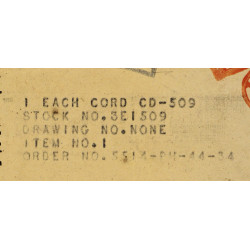 1 EACH CORD CD-509
STOCK NO.3E1509
DRAWING NO.NONE
ITEM NO.1
ORDER NO.5514-PH-44-34